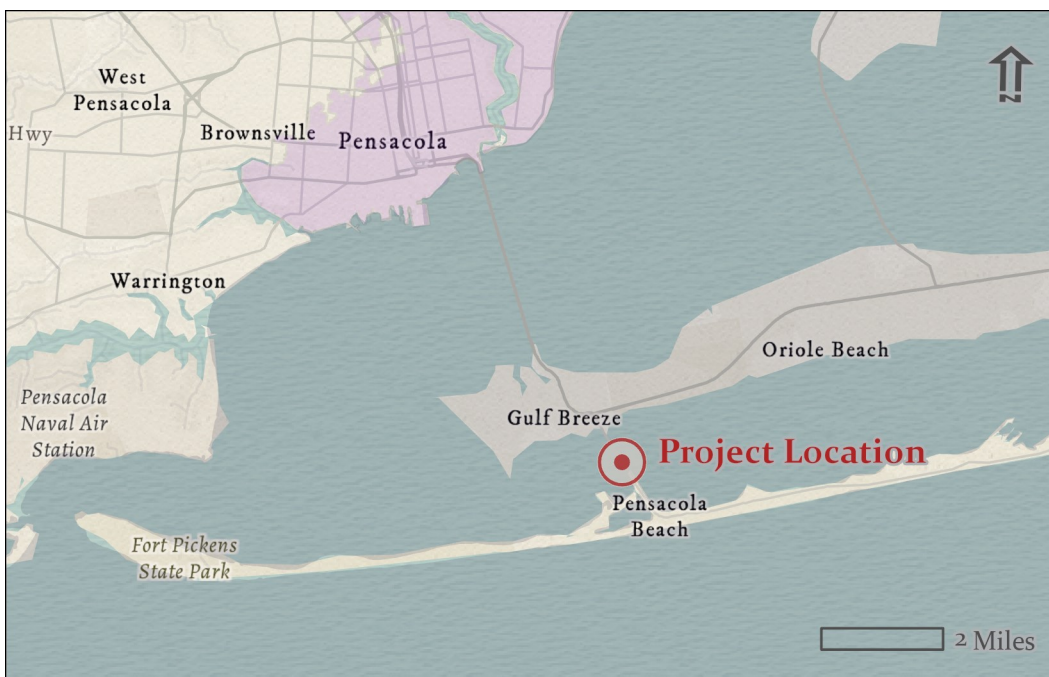 West
Pensacola
Hwy
Brownsville
Pensacola
N
Warrington
Oriole Beach
Pensacola
Naval Air
Station
Gulf Breeze
Project Location
Pensacola
Beach
Fort Pickens
State Park
2 Miles